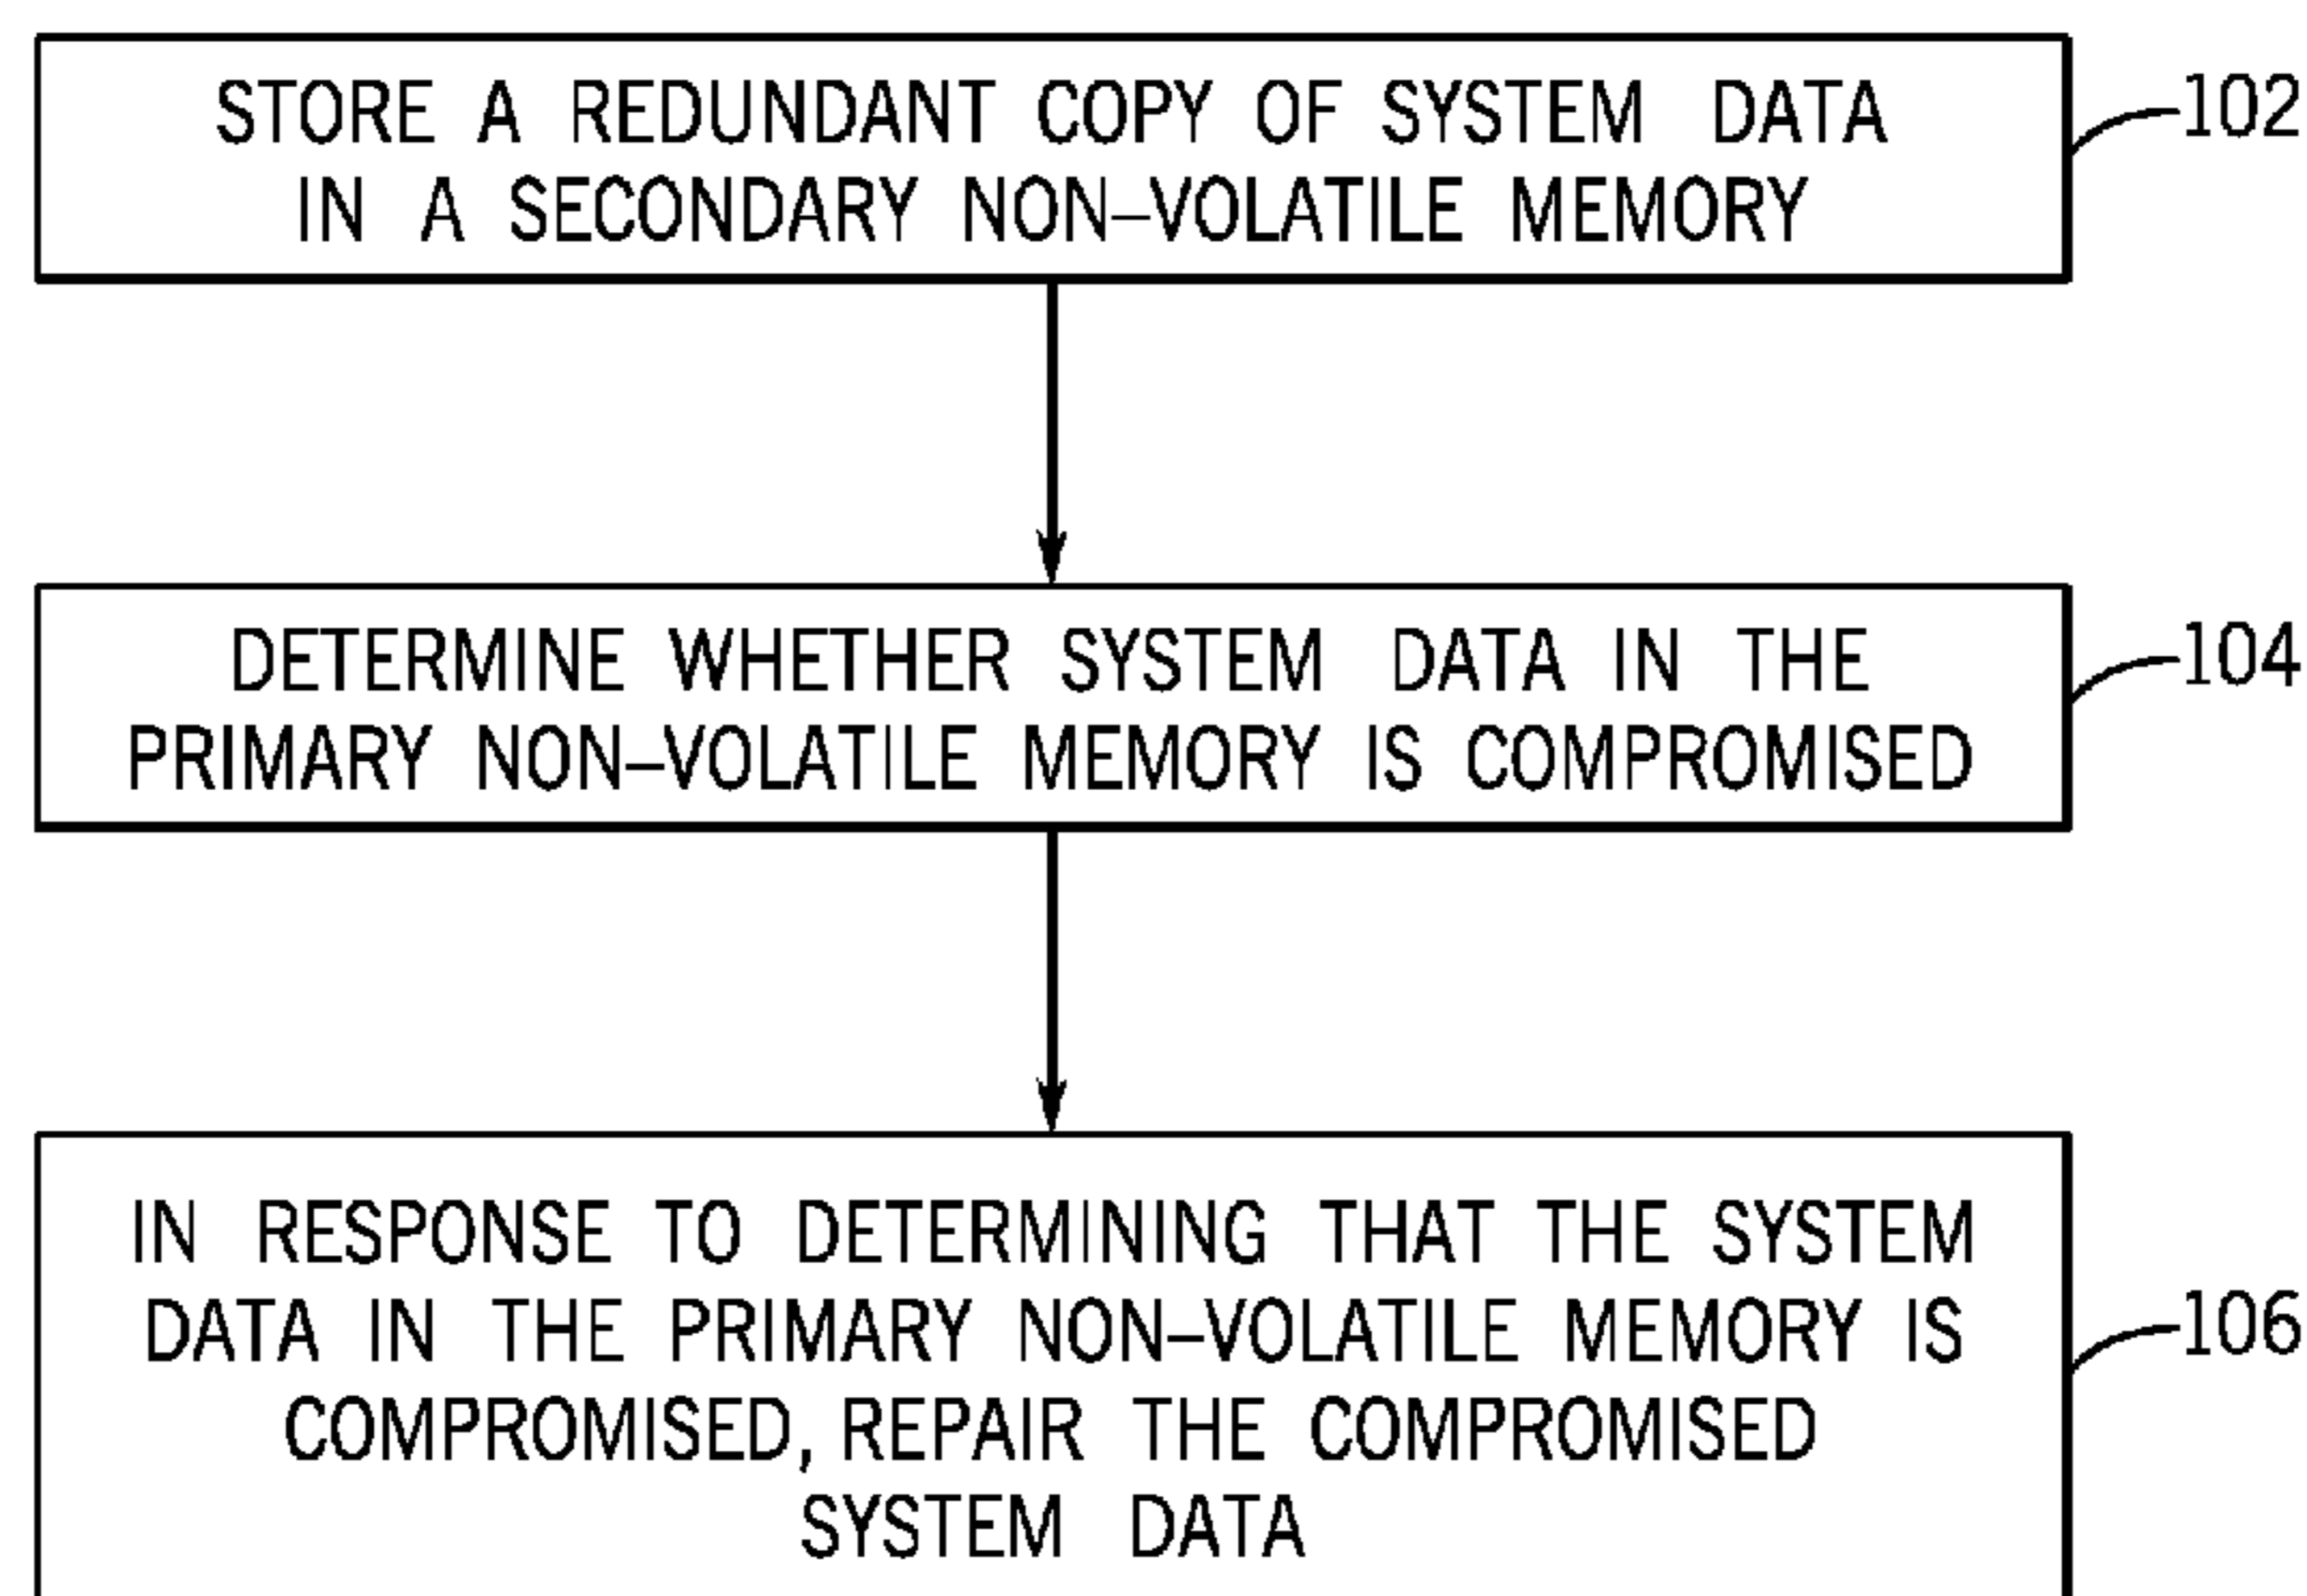 STORE A REDUNDANT COPY OF SYSTEM DATA
IN A SECONDARY NON–VOLATILE MEMORY
102
DETERMINE WHETHER SYSTEM DATA IN THE
PRIMARY NON–VOLATILE MEMORY IS COMPROMISED
104
IN RESPONSE TO DETERMINING THAT THE SYSTEM
DATA IN THE PRIMARY NON–VOLATILE MEMORY IS
COMPROMISED, REPAIR THE COMPROMISED
SYSTEM DATA
106